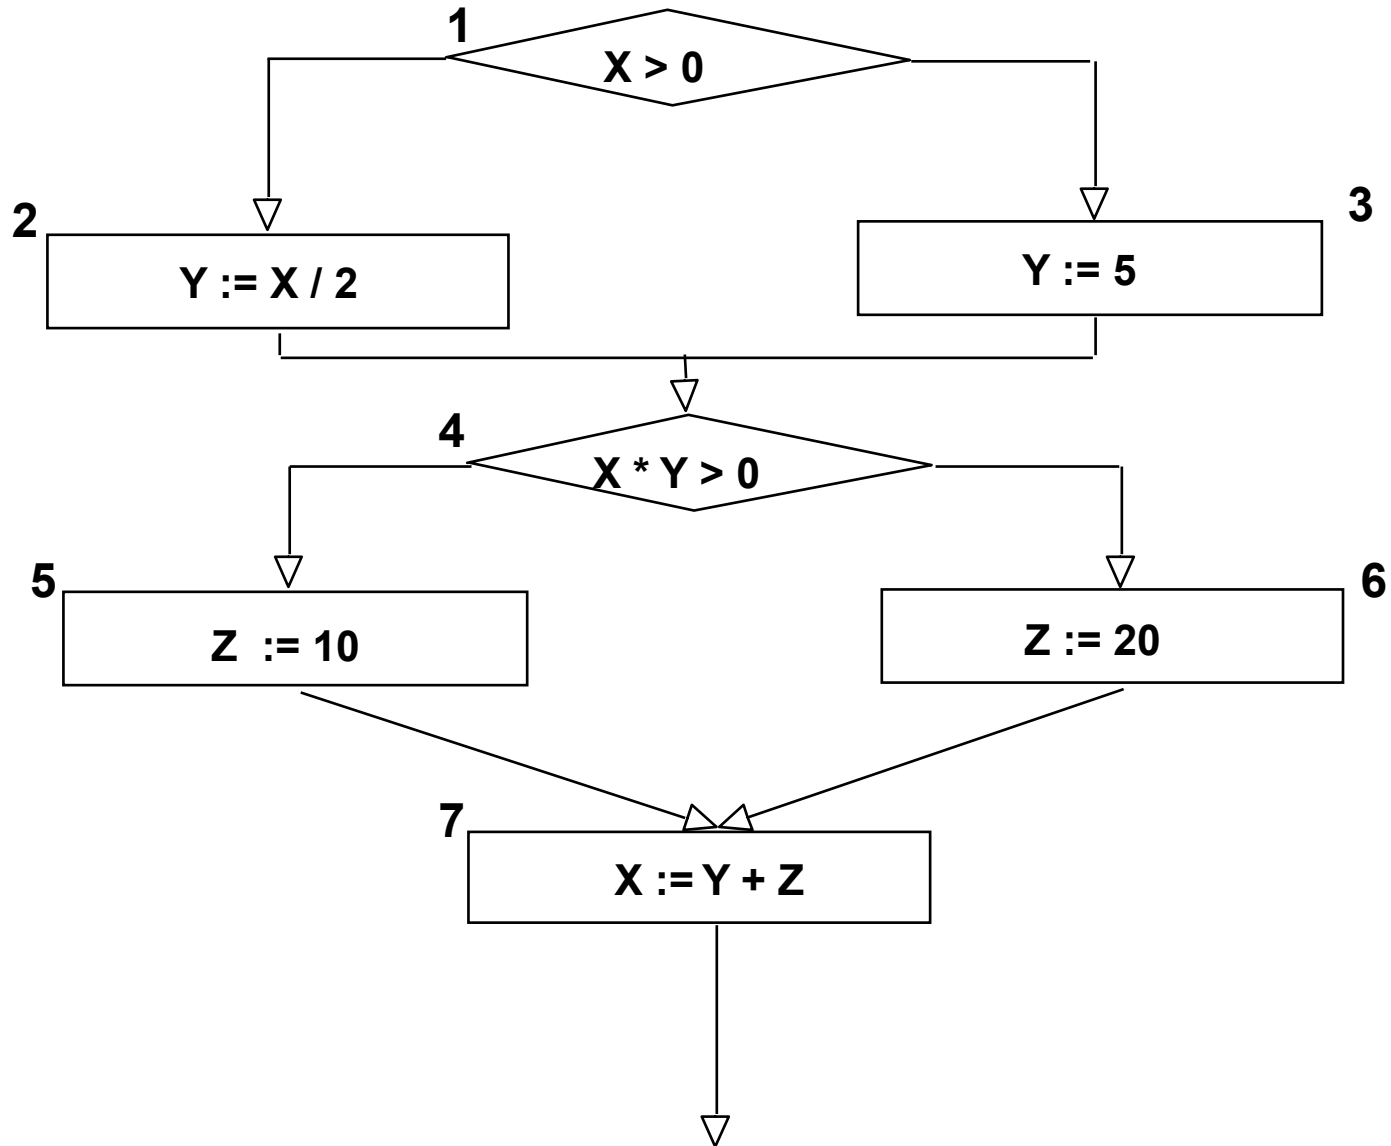 1
X > 0
2
Y := X / 2
3
Y := 5
4
X * Y > 0
5
Z := 10
6
Z := 20
7
X := Y + Z